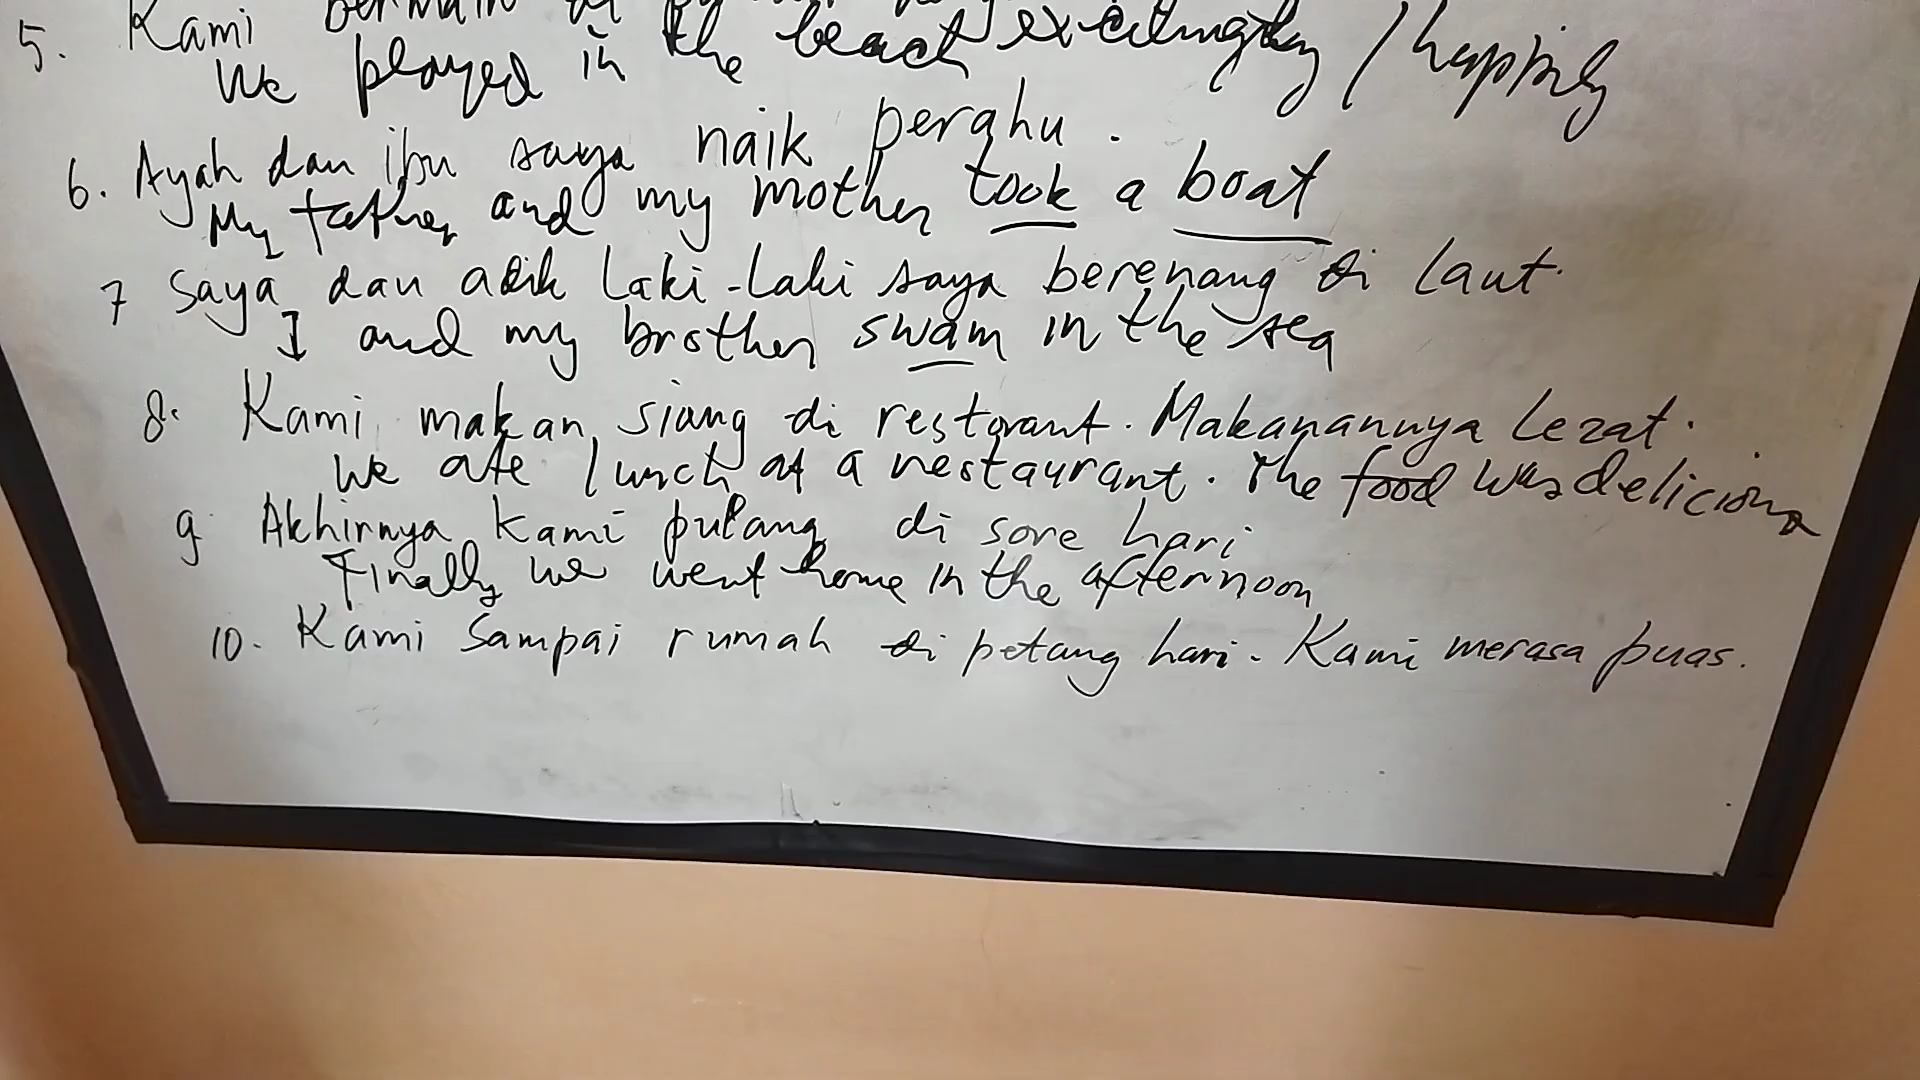 5. Kami bermain di
We played in the beach excitingly / happily
6. Ayah dan ibu saya naik perahu.
My father and my mother took a boat
7 Saya dan adik laki-laki saya berenang di laut.
I and my brother swam in the sea
8. Kami makan siang di restorant. Makanannya lezat.
We ate lunch at a restaurant. The food was delicious
9 Akhirnya kami pulang di sore hari
Finally we went home in the afternoon
10. Kami sampai rumah di petang hari. Kami merasa puas.